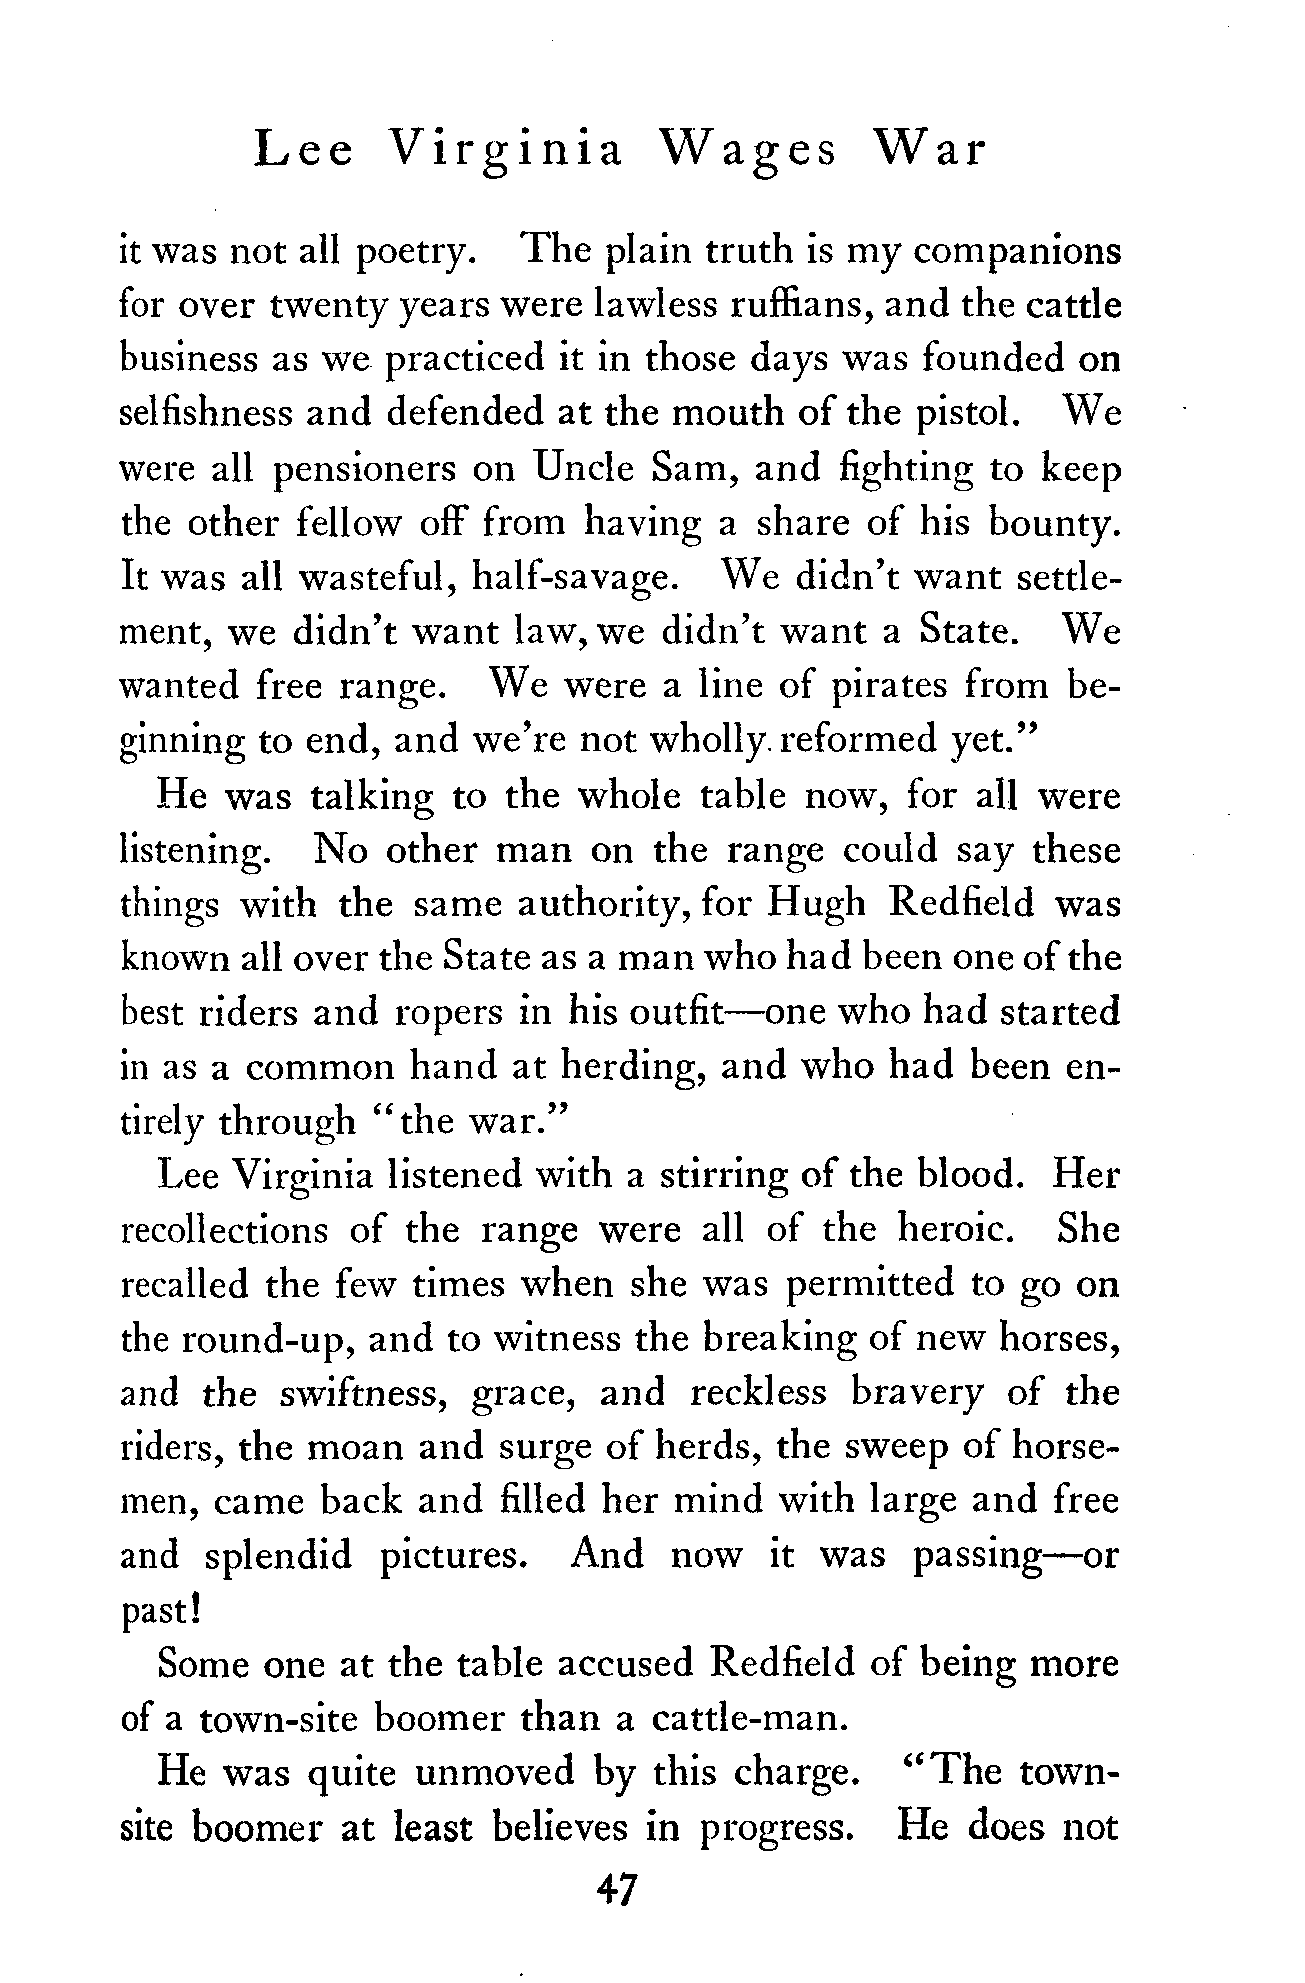 Lee Virginia Wages War
it was not all poetry. The plain truth is my companions
for over twenty years were lawless ruffians, and the cattle
business as we practiced it in those days was founded on
selfishness and defended at the mouth of the pistol. We
were all pensioners on Uncle Sam, and fighting to keep
the other fellow off from having a share of his bounty.
It was all wasteful, half-savage. We didn't want settle-
ment, we didn't want law, we didn't want a State. We
wanted free range. We were a line of pirates from be-
ginning to end, and we're not wholly reformed yet."
He was talking to the whole table now, for all were
listening. No other man on the range could say these
things with the same authority, for Hugh Redfield was
known all over the State as a man who had been one of the
best riders and ropers in his outfit—one who had started
in as a common hand at herding, and who had been en-
tirely through "the war."
Lee Virginia listened with a stirring of the blood. Her
recollections of the range were all of the heroic. She
recalled the few times when she was permitted to go on
the round-up, and to witness the breaking of new horses,
and the swiftness, grace, and reckless bravery of the
riders, the moan and surge of herds, the sweep of horse-
men, came back and filled her mind with large and free
and splendid pictures. And now it was passing—or
past!
Some one at the table accused Redfield of being more
of a town-site boomer than a cattle-man.
He was quite unmoved by this charge. "The town-
site boomer at least believes in progress. He does not
47